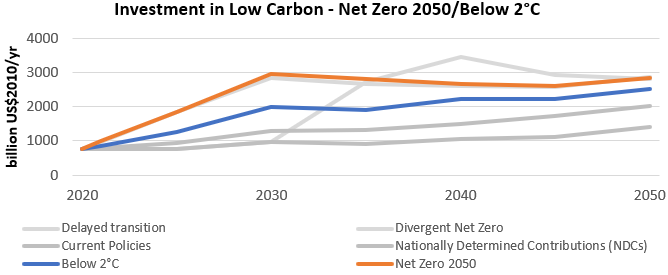 Investment in Low Carbon - Net Zero 2050/Below 2°C
billion US$2010/yr
4000
3000
2000
1000
0
2020
2030
2040
2050
Delayed transition
Divergent Net Zero
Current Policies
Nationally Determined Contributions (NDCs)
Below 2°C
Net Zero 2050